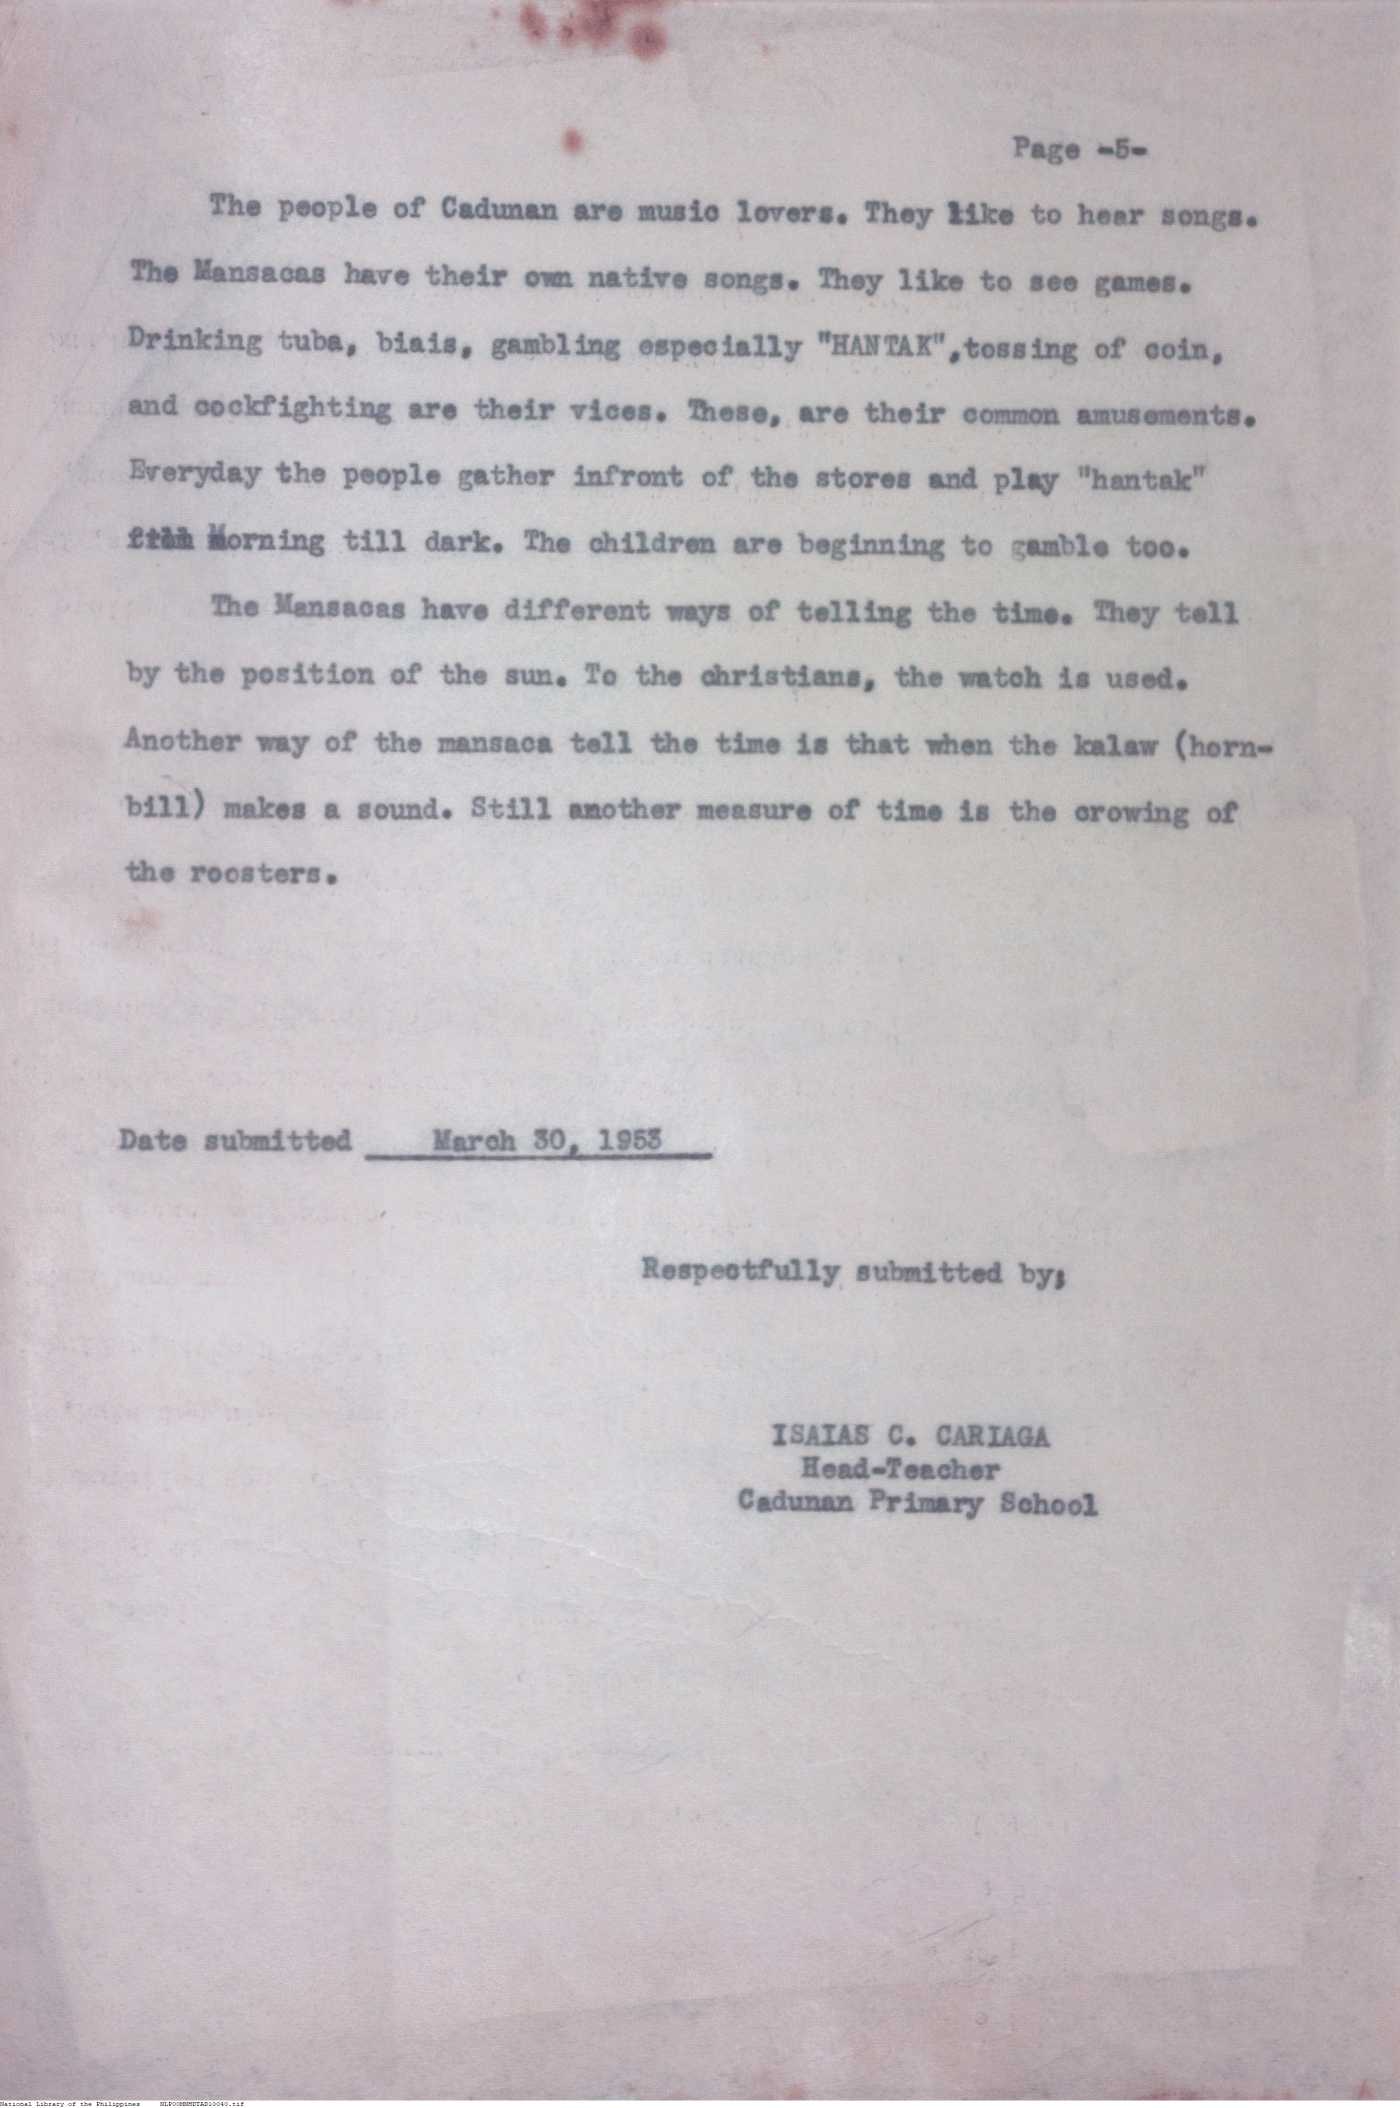 Page -5-
The people of Cadunan are music lovers. They like to hear songs.
The Mansacas have their own native songs. They like to see games.
Drinking tuba, biais, gambling especially "HANTAK",tossing of coin,
and cockfighting are their vices. These, are their common amusements.
Everyday the people gather infront of the stores and play "hantak"
Morning till dark. The children are beginning to gamble too.
The Mansacas have different ways of telling the time. They tell
by the position of the sun. To the christians, the watch is used.
Another way of the mansaca tell the time is that when the kalaw (horn-
bill) makes a sound. Still another measure of time is the crowing of
the roosters.
Date submitted March 30, 1953
Respectfully submitted by;
ISAIAS C. CARIAGA
Head-Teacher
Cadunan Primary School
National Library of the Philippines